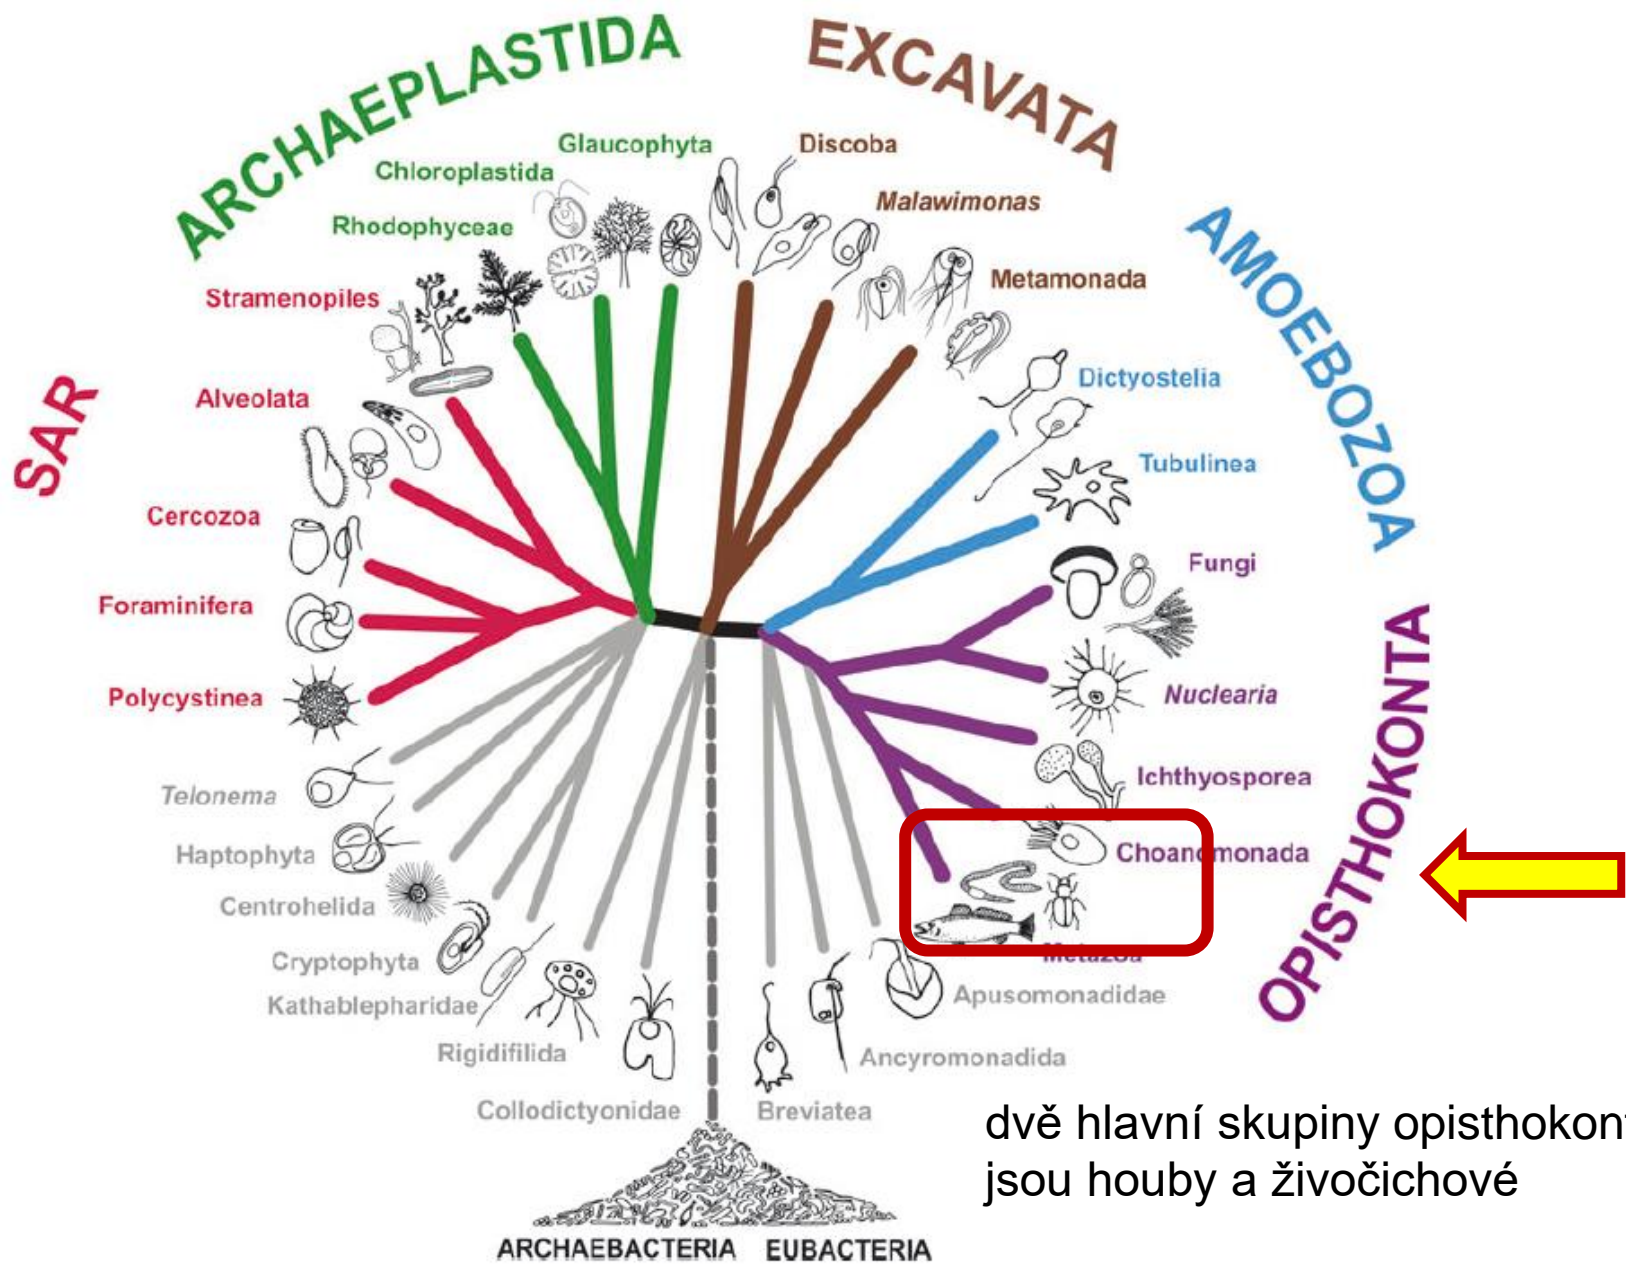 ARCHAEPLASTIDA
EXCAVATA
AMOEBOZOA
OPISTHOKONTA
SAR
Glaucophyta
Chloroplastida
Rhodophyceae
Stramenopiles
Alveolata
Cercozoa
Foraminifera
Polycystinea
Telonema
Haptophyta
Centrohelida
Cryptophyta
Kathablepharidae
Rigidifilida
Collodictyonidae
Discoba
Malawimonas
Metamonada
Dictyostelia
Tubulinea
Fungi
Nuclearia
Ichthyosporea
Choanomonada
Metazoa
Apusomonadidae
Ancyromonadida
Breviatea
dvě hlavní skupiny opisthokont
jsou houby a živočichové
ARCHAEBACTERIA EUBACTERIA